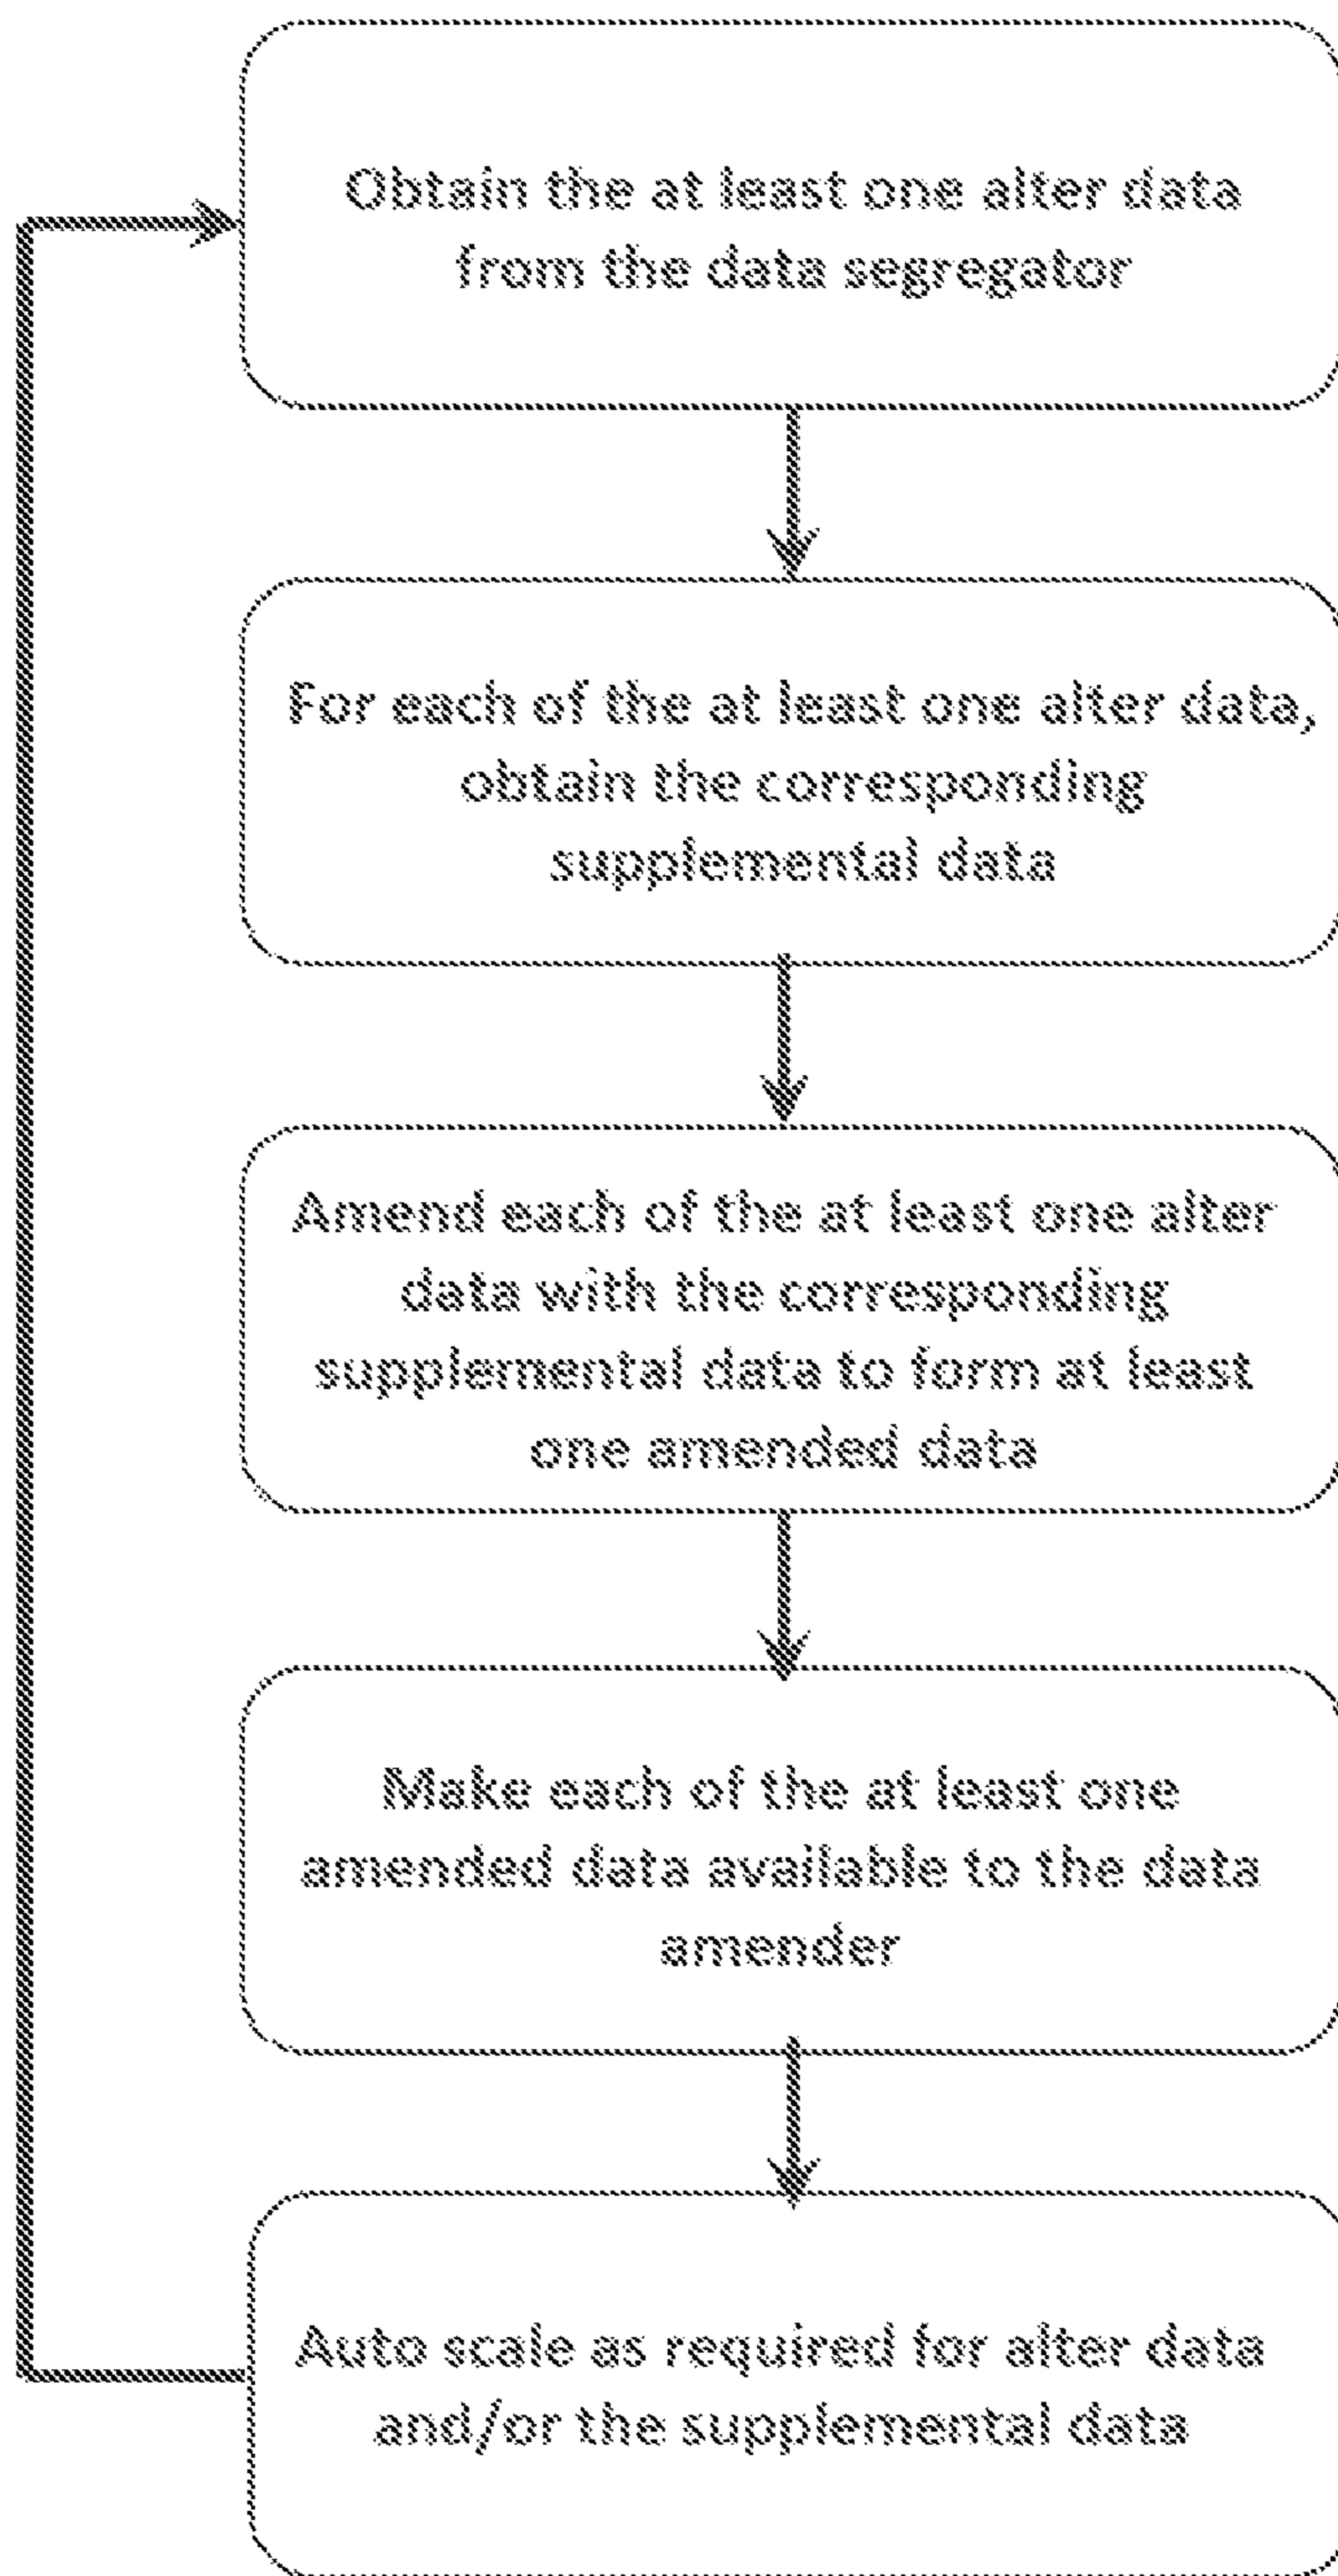 Obtain the at least one alter data
from the data segregator
For each of the at least one alter data,
obtain the corresponding
supplemental data
Amend each of the at least one alter
data with the corresponding
supplemental data to form at least
one amended data
Make each of the at least one
amended data available to the data
amender
Auto scale as required for alter data
and/or the supplemental data